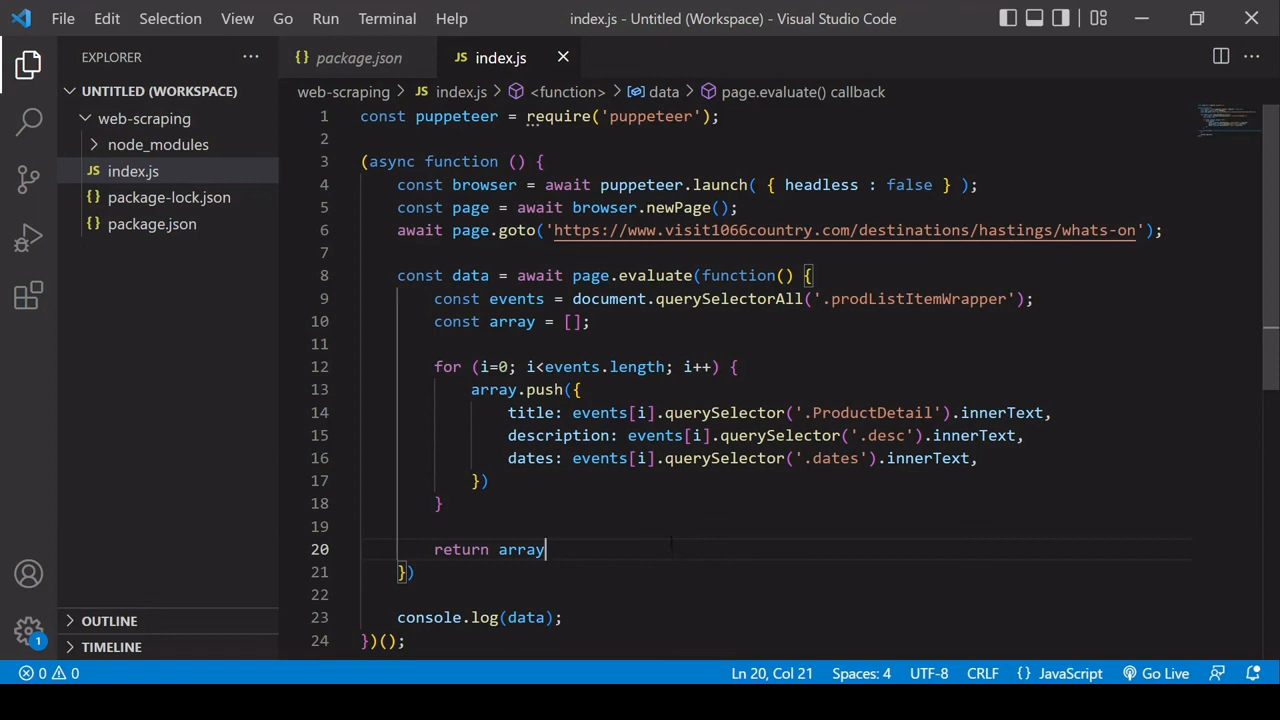 File Edit Selection View Go Run Terminal Help index.js - Untitled (Workspace) - Visual Studio Code
EXPLORER
UNTITLED (WORKSPACE)
web-scraping
node_modules
JS index.js
{} package-lock.json
{} package.json
OUTLINE
TIMELINE
1
{} package.json JS index.js
web-scraping > JS index.js > <function> > data > page.evaluate() callback
1 const puppeteer = require('puppeteer');
2
3 (async function () {
4 const browser = await puppeteer.launch( { headless : false } );
5 const page = await browser.newPage();
6 await page.goto('https://www.visit1066country.com/destinations/hastings/whats-on');
7
8 const data = await page.evaluate(function() {
9 const events = document.querySelectorAll('.prodListItemWrapper');
10 const array = [];
11
12 for (i=0; i<events.length; i++) {
13 array.push({
14 title: events[i].querySelector('.ProductDetail').innerText,
15 description: events[i].querySelector('.desc').innerText,
16 dates: events[i].querySelector('.dates').innerText,
17 })
18 }
19
20 return array
21 })
22
23 console.log(data);
24 })();
0 0 Ln 20, Col 21 Spaces: 4 UTF-8 CRLF {} JavaScript Go Live